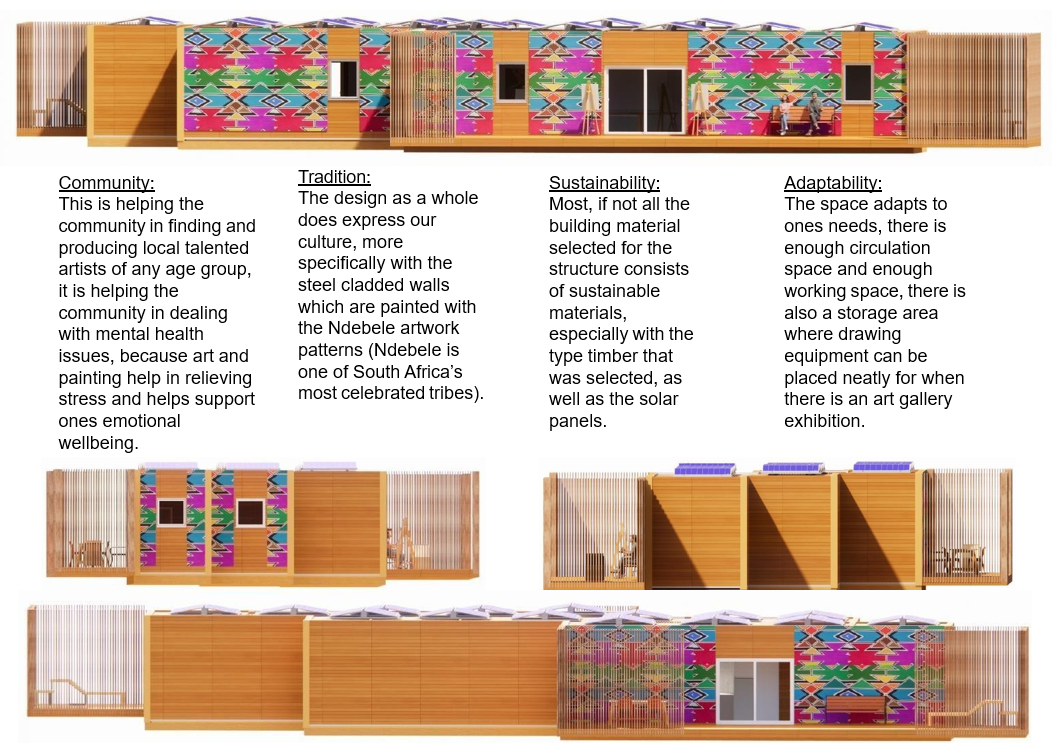 Community:
This is helping the
community in finding and
producing local talented
artists of any age group,
it is helping the
community in dealing
with mental health
issues, because art and
painting help in relieving
stress and helps support
ones emotional
wellbeing.
Tradition:
The design as a whole
does express our
culture, more
specifically with the
steel cladded walls
which are painted with
the Ndebele artwork
patterns (Ndebele is
one of South Africa's
most celebrated tribes).
Sustainability:
Most, if not all the
building material
selected for the
structure consists
of sustainable
materials,
especially with the
type timber that
was selected, as
well as the solar
panels.
Adaptability:
The space adapts to
ones needs, there is
enough circulation
space and enough
working space, there is
also a storage area
where drawing
equipment can be
placed neatly for when
there is an art gallery
exhibition.